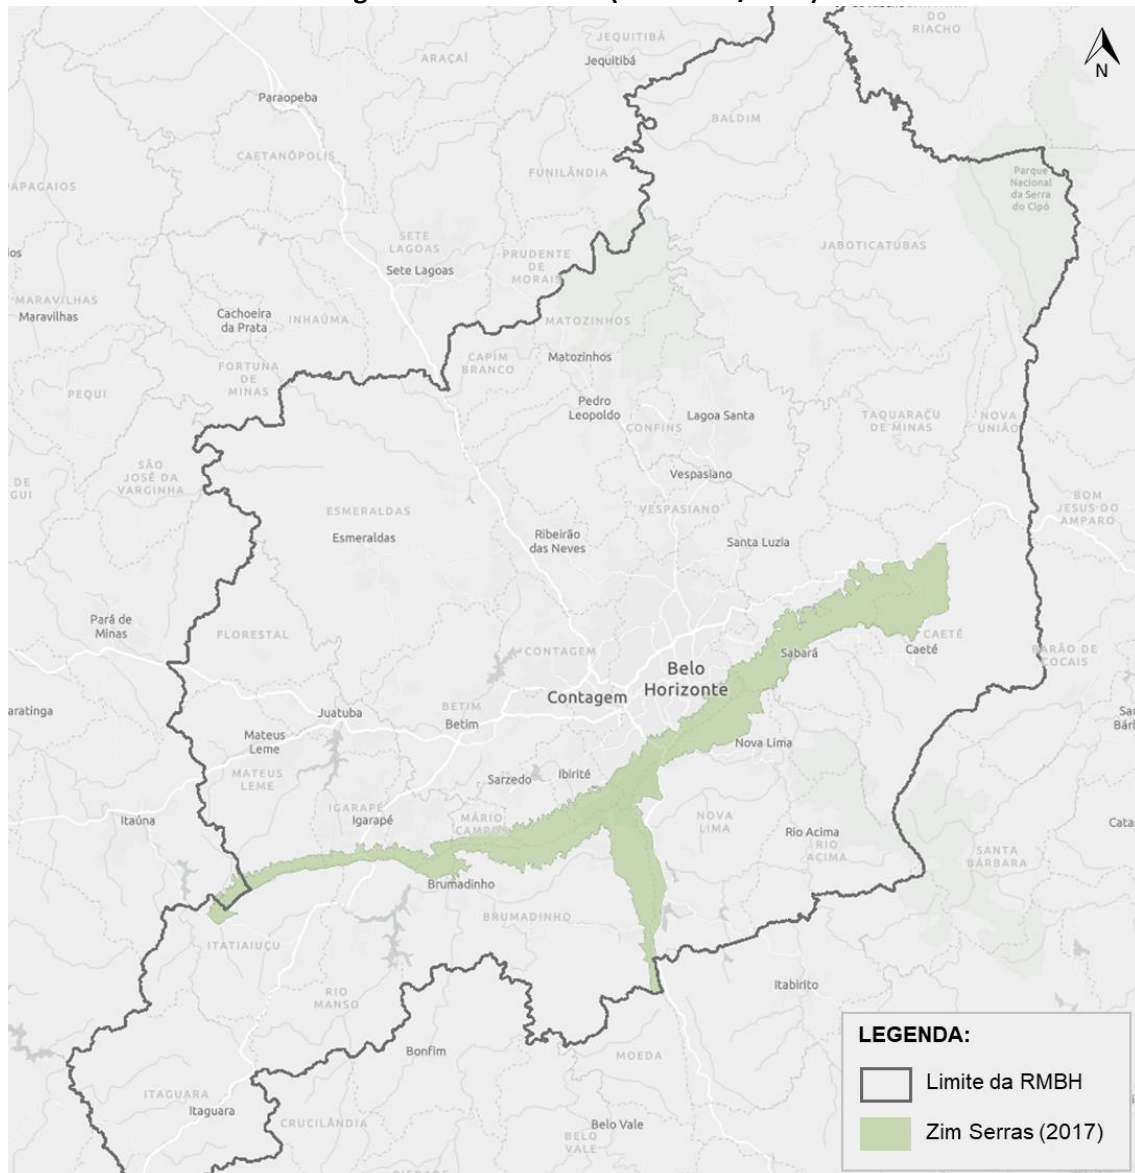 DO
RIACHO
JEQUITIBÁ
Jequitibá
ARAÇAÍ
N
Paraopeba
BALDIM
CAETANÓPOLIS
FUNILÂNDIA
Parque
Nacional
da Serra
do Cipó
PAPAGAIOS
SETE
LAGOAS
Sete Lagoas
PRUDENTE
DE
MORAIS
JABOTICATUBAS
MARAVILHAS
Maravilhas
Cachoeira
da Prata
INHAÚMA
MATOZINHOS
Matozinhos
CAPIM
BRANCO
FORTUNA
DE
MINAS
PEQUI
Pedro
Leopoldo
CONFINS
Lagoa Santa
TAQUARAÇU
DE MINAS
NOVA
UNIÃO
SÃO
JOSÉ DA
VARGINHA
DE
GUI
Vespasiano
VESPASIANO
BOM
JESUS DO
AMPARO
ESMERALDAS
Esmeraldas
Ribeirão
das Neves
Santa Luzia
Pará de
Minas
FLORESTAL
CONTAGEM
Contagem
Belo
Horizonte
Sabará
CAETÉ
Caeté
BARÃO DE
COCAIS
aratinga
Juatuba
BETIM
Betim
San
Bárl
Mateus
Leme
MATEUS
LEME
Nova Lima
Sarzedo
Ibirité
IGARAPÉ
Igarapé
MÁRIO
CAMPOS
NOVA
LIMA
Itaúna
Rio Acima
RIO
ACIMA
Cata
SANTA
BÁRBARA
Brumadinho
BRUMADINHO
ITATIAIUÇU
RIO
MANSO
Itabirito
Bonfim
MOEDA
ITAGUARA
Itaguara
CRUCILÂNDIA
Belo Vale
BELO
VALE
LEGENDA:
Limite da RMBH
Zim Serras (2017)